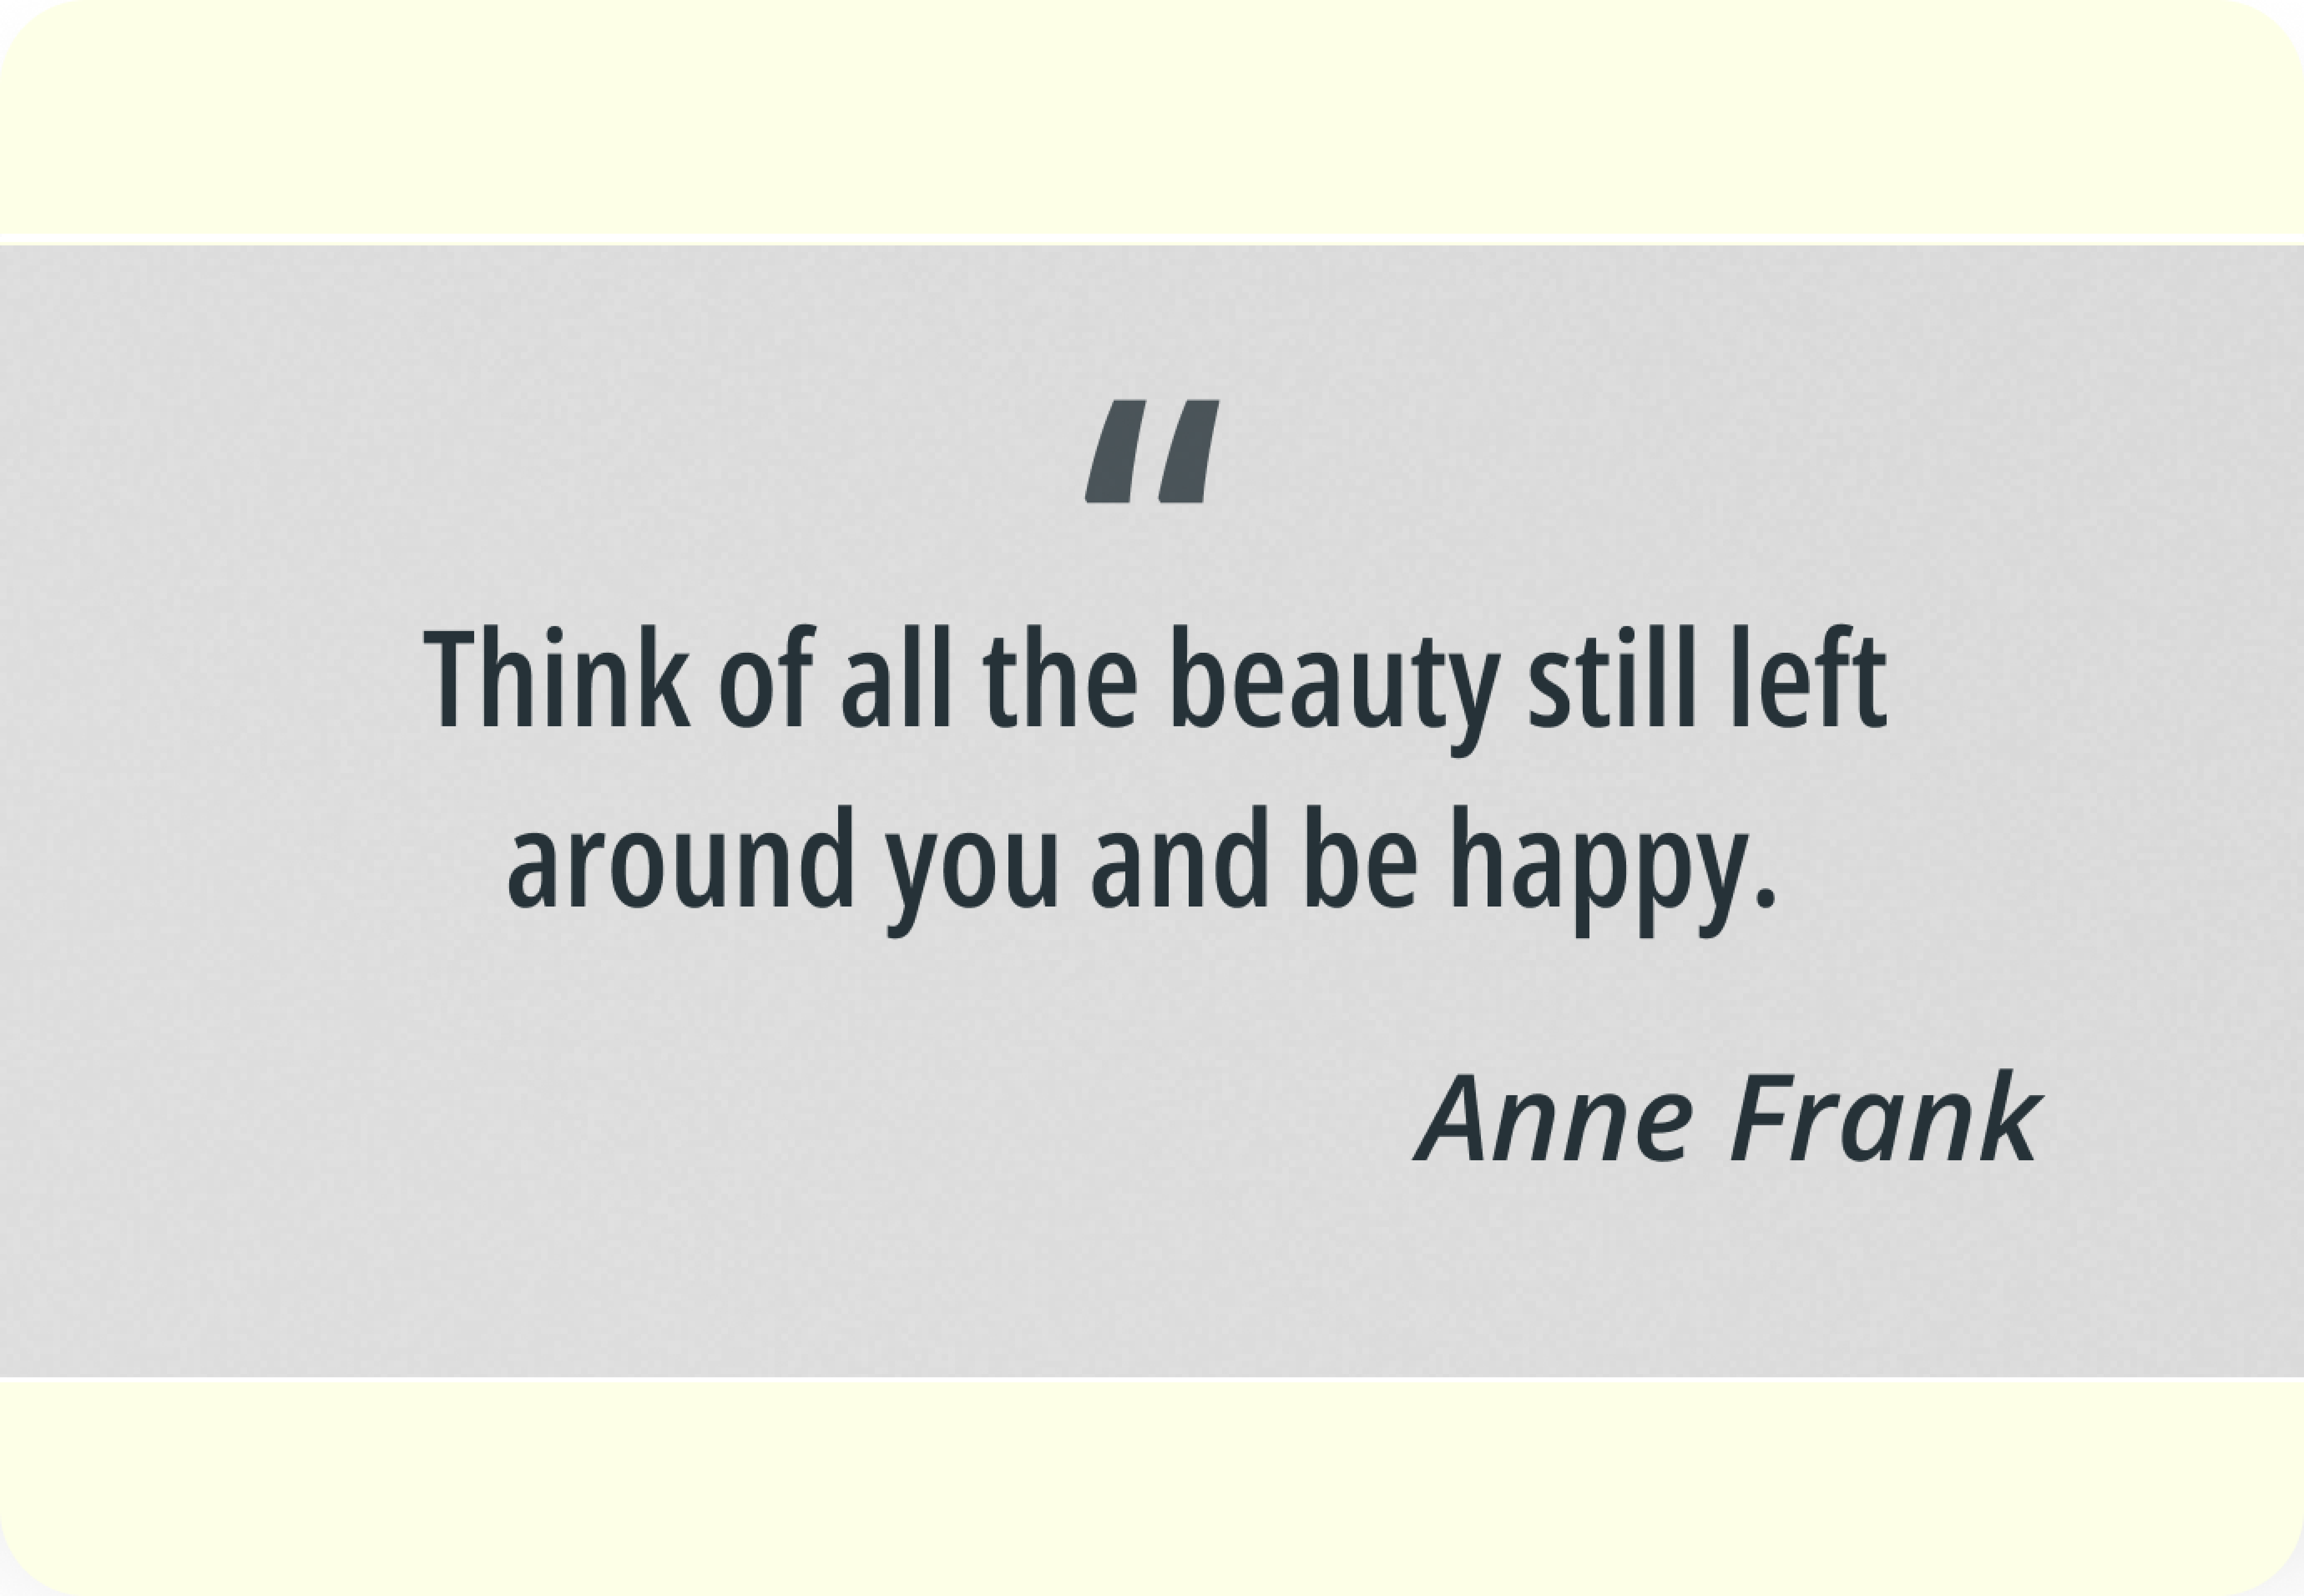 “
Think of all the beauty still left
around you and be happy.
Anne Frank